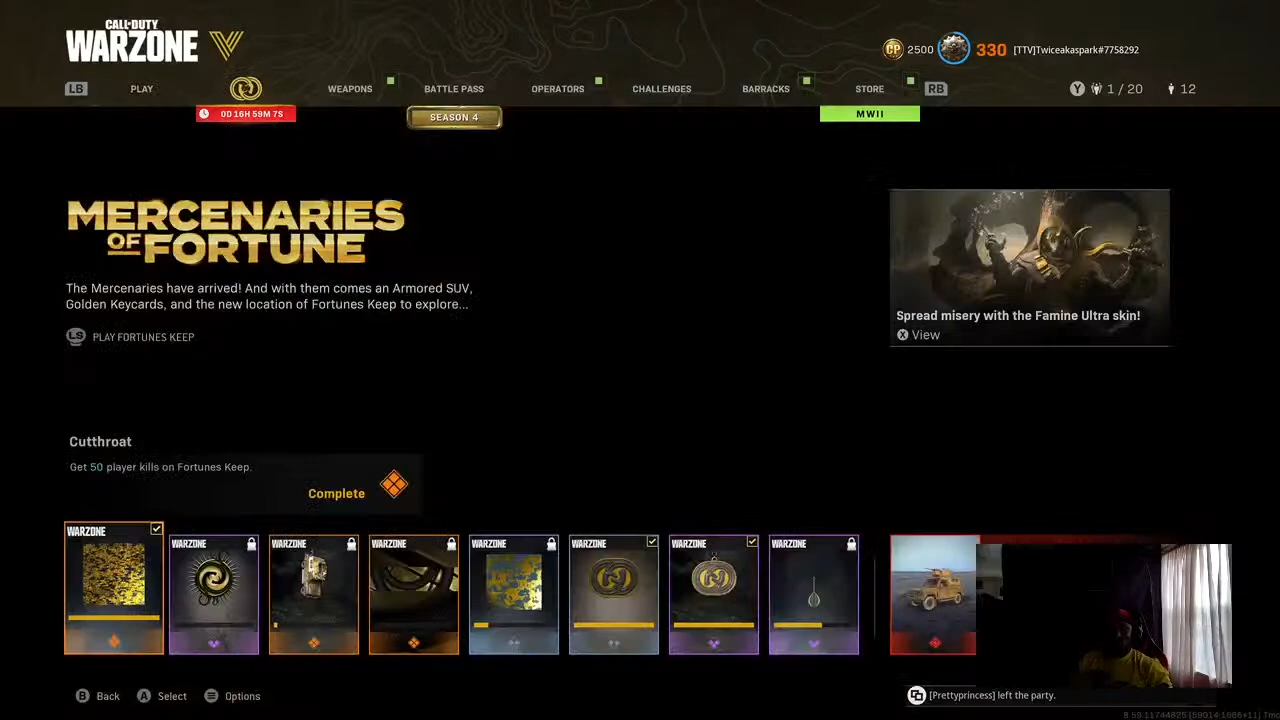 CALL OF DUTY
WARZONE
CP 2500 330 [TTV]Twiceakaspark#7758292
LB PLAY WEAPONS BATTLE PASS OPERATORS CHALLENGES BARRACKS STORE RB Y 1 / 20 12
0D 16H 59M 7S
SEASON 4
MWII
MERCENARIES
OF FORTUNE
The Mercenaries have arrived! And with them comes an Armored SUV,
Golden Keycards, and the new location of Fortunes Keep to explore...
LS PLAY FORTUNES KEEP
Spread misery with the Famine Ultra skin!
X View
Cutthroat
Get 50 player kills on Fortunes Keep.
Complete
WARZONE
WARZONE
WARZONE
WARZONE
WARZONE
WARZONE
WARZONE
WARZONE
B Back A Select Options
[Prettyprincess] left the party.